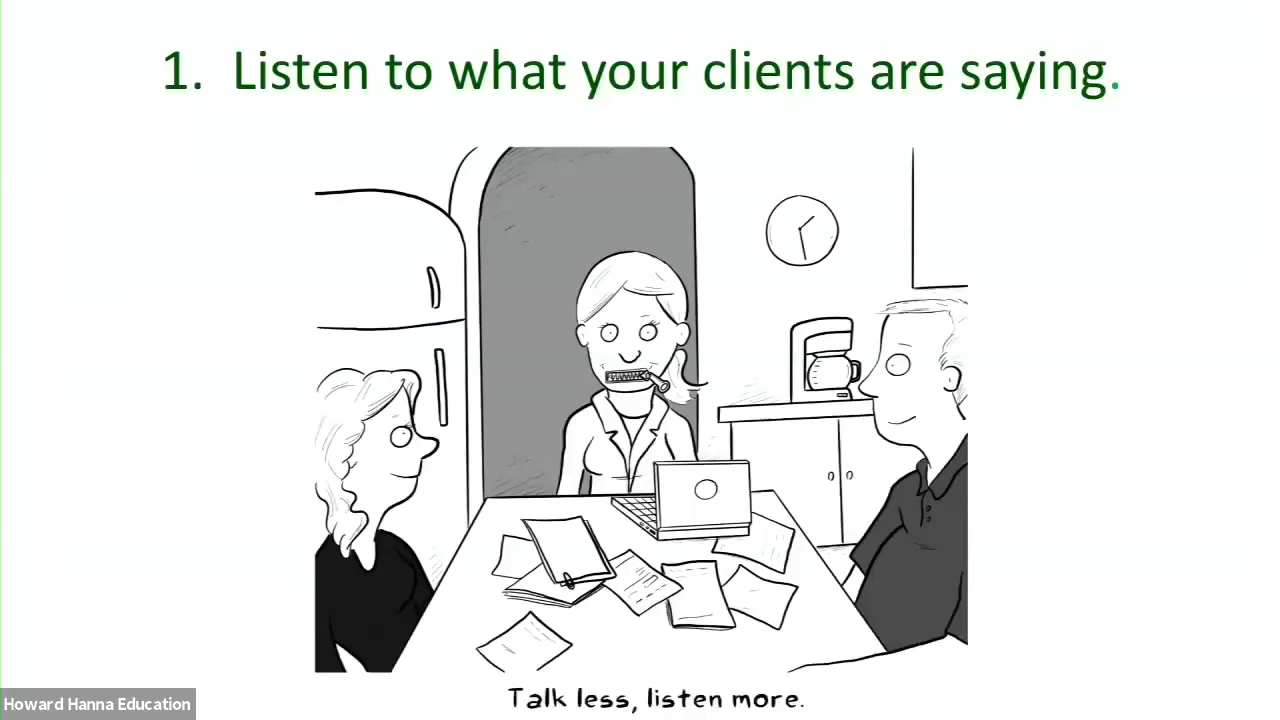 1. Listen to what your clients are saying.
Talk less, listen more.
Howard Hanna Education